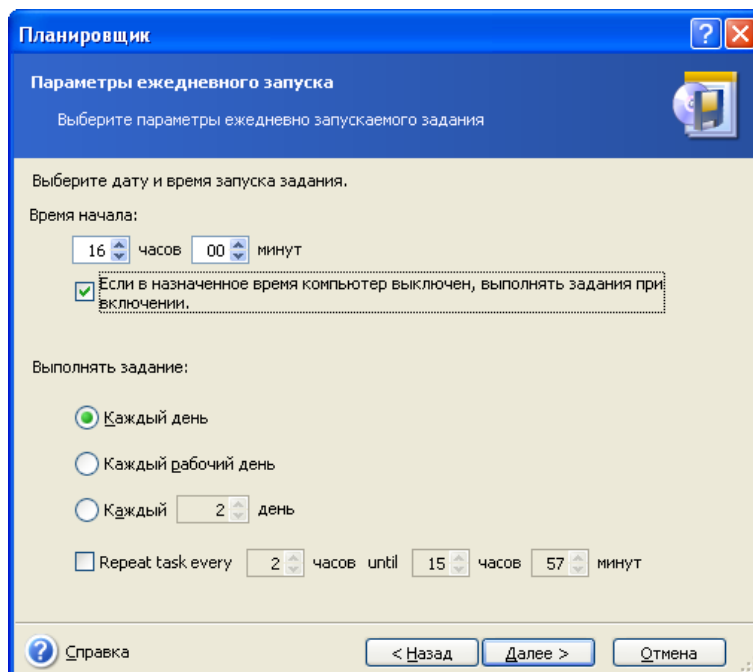 Планировщик
Параметры ежедневного запуска
Выберите параметры ежедневно запускаемого задания
Выберите дату и время запуска задания.
Время начала:
16 часов 00 минут
Если в назначенное время компьютер выключен, выполнять задания при
включении.
Выполнять задание:
Каждый день
Каждый рабочий день
Каждый 2 день
Repeat task every 2 часов until 15 часов 57 минут
Справка < Назад Далее > Отмена